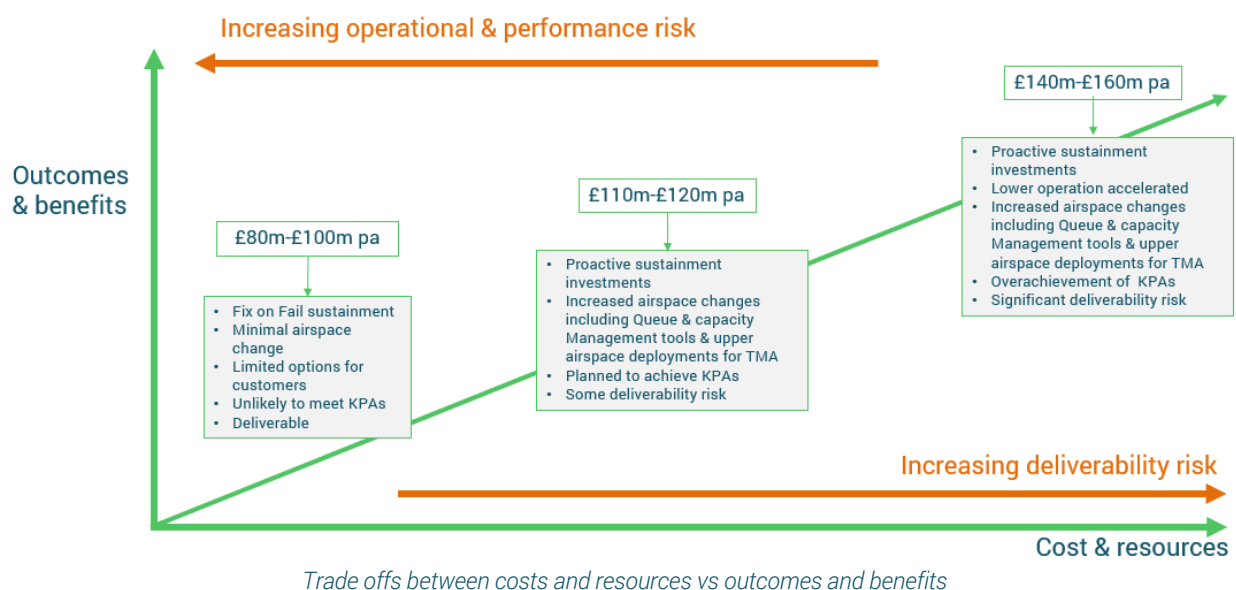 Increasing operational & performance risk
£140m-£160m pa
• Proactive sustainment
investments
• Lower operation accelerated
• Increased airspace changes
including Queue & capacity
Management tools & upper
airspace deployments for TMA
• Overachievement of KPAs
• Significant deliverability risk
Outcomes
& benefits
£110m-£120m pa
• Proactive sustainment
investments
• Increased airspace changes
including Queue & capacity
Management tools & upper
airspace deployments for TMA
• Planned to achieve KPAs
• Some deliverability risk
£80m-£100m pa
• Fix on Fail sustainment
• Minimal airspace
change
• Limited options for
customers
• Unlikely to meet KPAs
• Deliverable
Increasing deliverability risk
Cost & resources
Trade offs between costs and resources vs outcomes and benefits